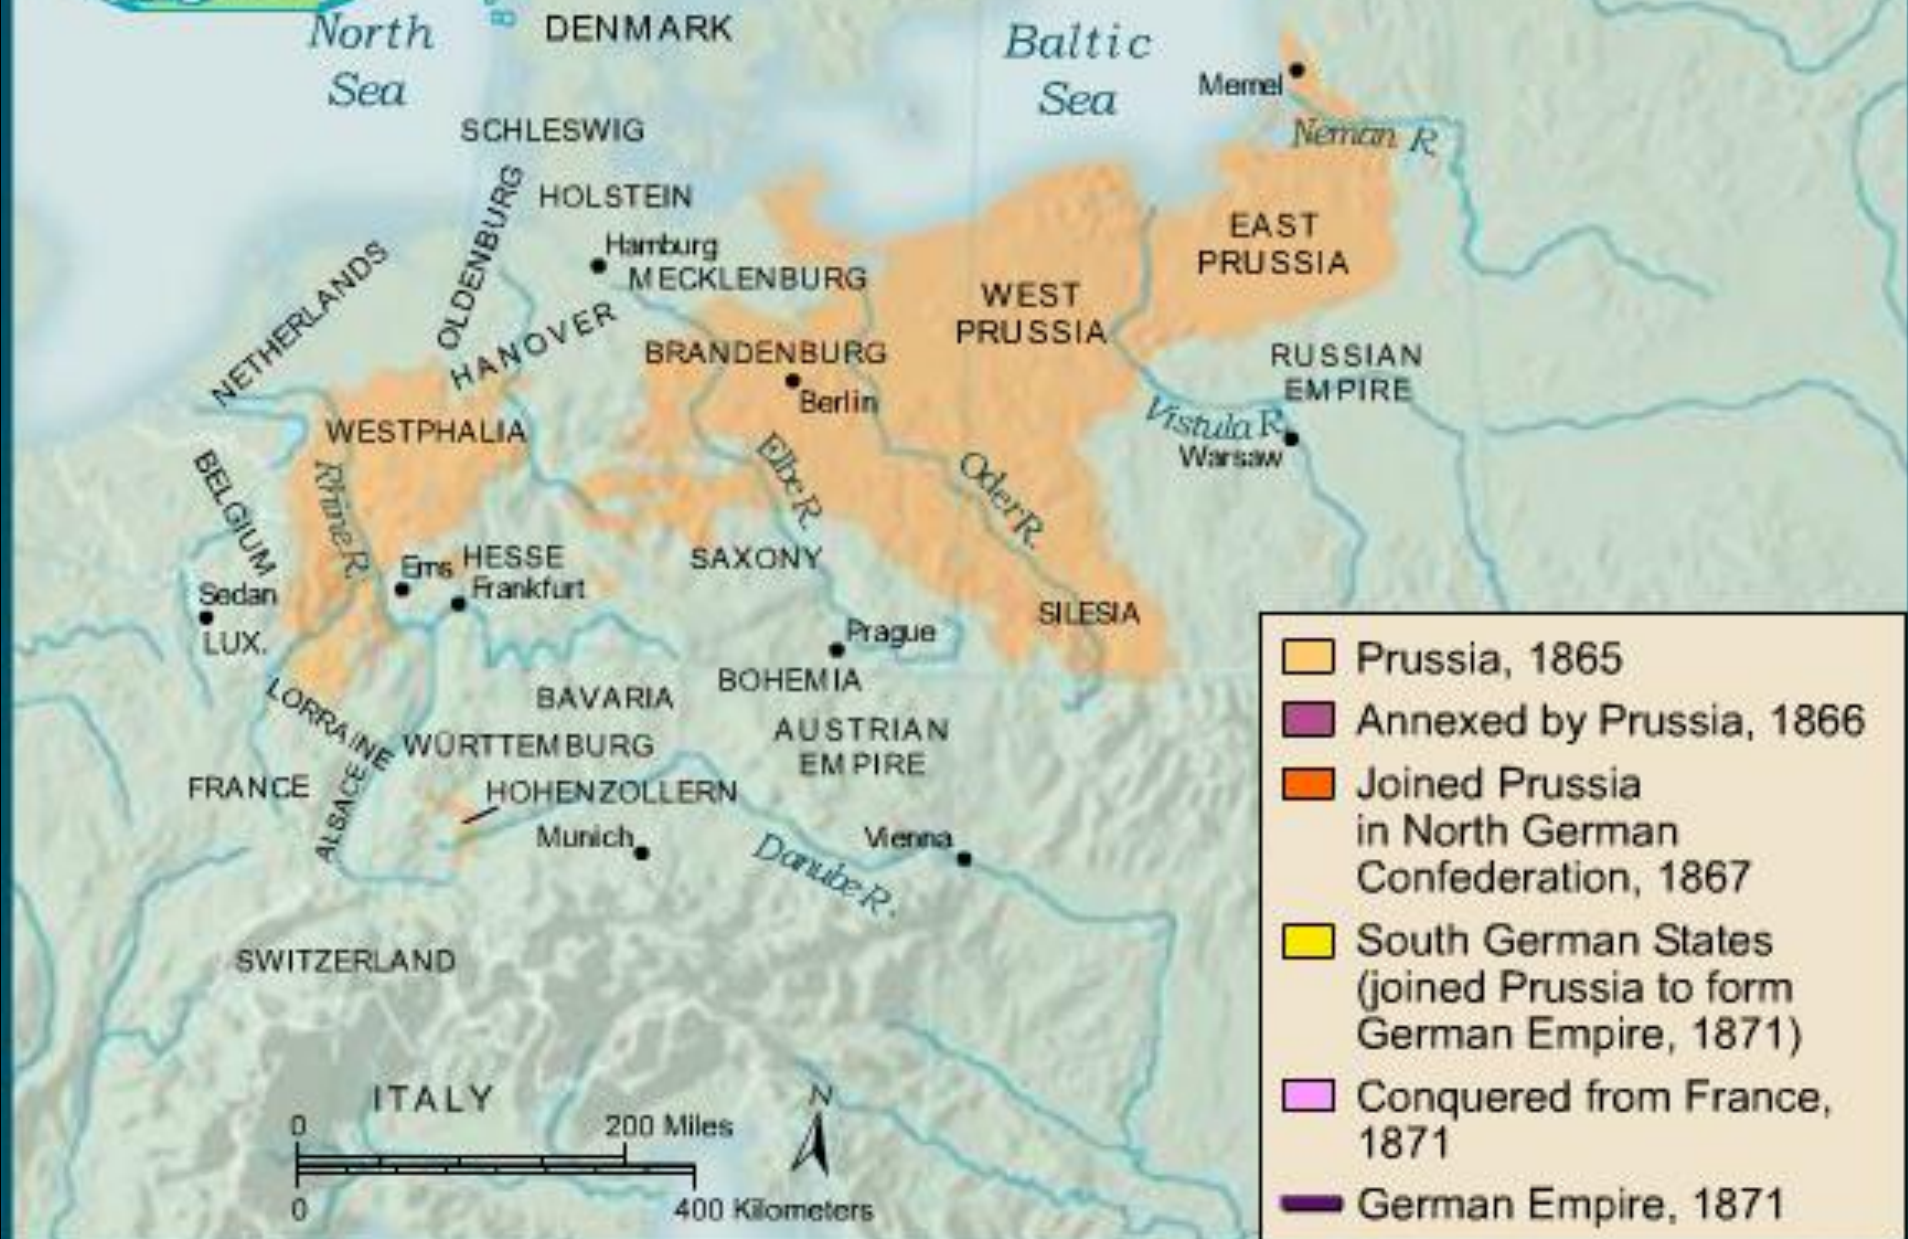 North
Sea
DENMARK
Baltic
Sea
Memel
Neman R.
SCHLESWIG
HOLSTEIN
OLDENBURG
Hamburg
MECKLENBURG
NETHERLANDS
HANOVER
EAST
PRUSSIA
WEST
PRUSSIA
BRANDENBURG
Berlin
RUSSIAN
EMPIRE
WESTPHALIA
Vistula R.
Warsaw
BELGIUM
Rhine R.
Elbe R.
Oder R.
Ems
HESSE
Frankfurt
SAXONY
Sedan
LUX.
SILESIA
Prague
BOHEMIA
LORRAINE
BAVARIA
WÜRTTEMBURG
AUSTRIAN
EMPIRE
FRANCE
ALSACE
HOHENZOLLERN
Munich
Danube R.
Vienna
SWITZERLAND
ITALY
0
200 Miles
0
400 Kilometers
N
Prussia, 1865
Annexed by Prussia, 1866
Joined Prussia
in North German
Confederation, 1867
South German States
(joined Prussia to form
German Empire, 1871)
Conquered from France,
1871
German Empire, 1871